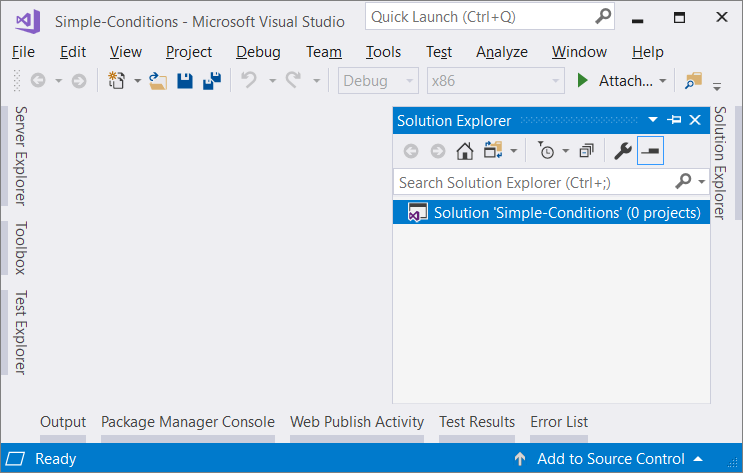 Simple-Conditions - Microsoft Visual Studio
Quick Launch (Ctrl+Q)
File Edit View Project Debug Team Tools Test Analyze Window Help
Debug x86 Attach...
Server Explorer
Toolbox
Test Explorer
Solution Explorer
Search Solution Explorer (Ctrl+;)
Solution 'Simple-Conditions' (0 projects)
Solution Explorer
Output Package Manager Console Web Publish Activity Test Results Error List
Ready Add to Source Control